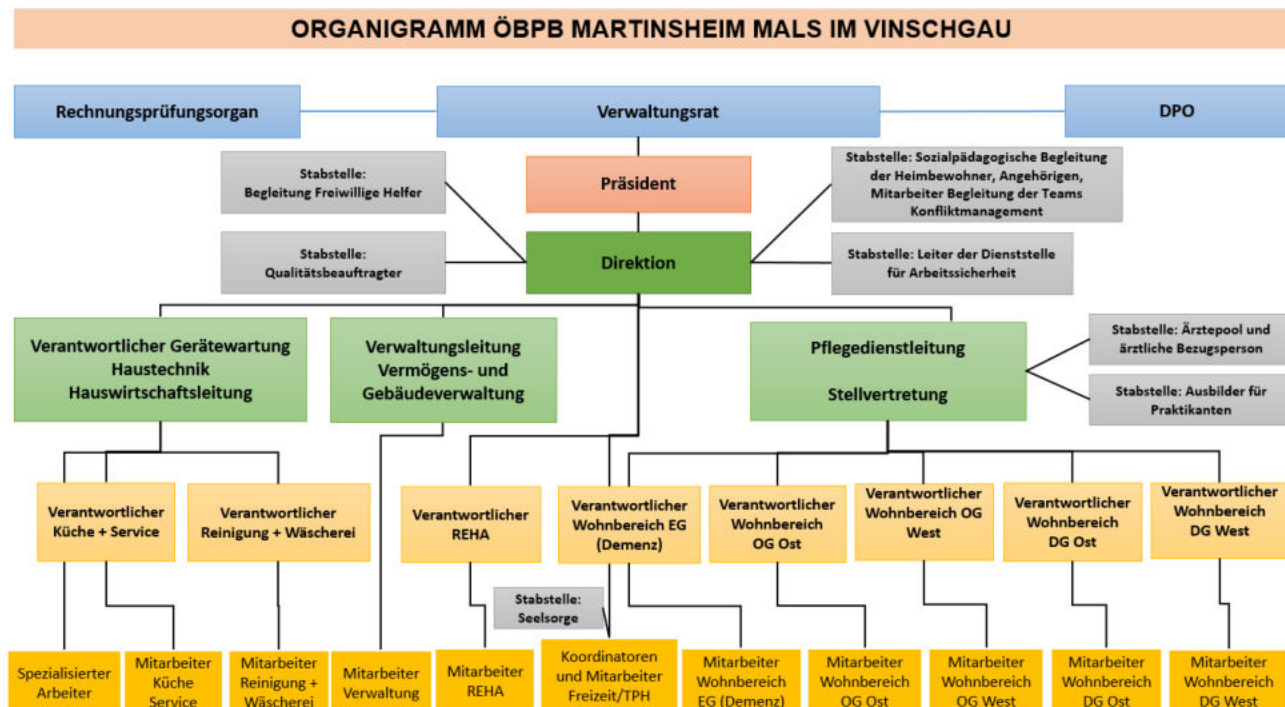 ORGANIGRAMM ÖBPB MARTINSHEIM MALS IM VINSCHGAU
Rechnungsprüfungsorgan
Verwaltungsrat
DPO
Stabstelle:
Begleitung Freiwillige Helfer
Präsident
Stabstelle: Sozialpädagogische Begleitung
der Heimbewohner, Angehörigen,
Mitarbeiter Begleitung der Teams
Konfliktmanagement
Stabstelle:
Qualitätsbeauftragter
Direktion
Stabstelle: Leiter der Dienststelle
für Arbeitssicherheit
Verantwortlicher Gerätewartung
Haustechnik
Hauswirtschaftsleitung
Verwaltungsleitung
Vermögens- und
Gebäudeverwaltung
Pflegedienstleitung
Stellvertretung
Stabstelle: Ärztepool und
ärztliche Bezugsperson
Stabstelle: Ausbilder für
Praktikanten
Verantwortlicher
Küche + Service
Verantwortlicher
Reinigung + Wäscherei
Verantwortlicher
REHA
Verantwortlicher
Wohnbereich EG
(Demenz)
Verantwortlicher
Wohnbereich
OG Ost
Verantwortlicher
Wohnbereich OG
West
Verantwortlicher
Wohnbereich
DG Ost
Verantwortlicher
Wohnbereich
DG West
Stabstelle:
Seelsorge
Spezialisierter
Arbeiter
Mitarbeiter
Küche
Service
Mitarbeiter
Reinigung +
Wäscherei
Mitarbeiter
Verwaltung
Mitarbeiter
REHA
Koordinatoren
und Mitarbeiter
Freizeit/TPH
Mitarbeiter
Wohnbereich
EG (Demenz)
Mitarbeiter
Wohnbereich
OG Ost
Mitarbeiter
Wohnbereich
OG West
Mitarbeiter
Wohnbereich
DG Ost
Mitarbeiter
Wohnbereich
DG West